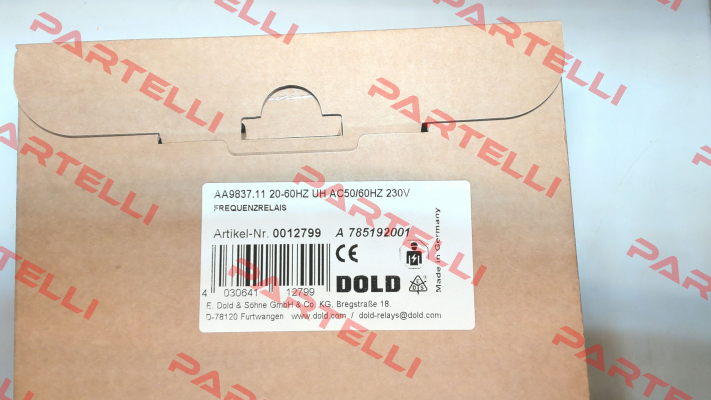 AA9837.11 20-60HZ UH AC50/60HZ 230V
FREQUENZRELAIS
Artikel-Nr. 0012799 A 785192001
Made in Germany
CE
DOLD
4 030641 12799
E. Dold & Söhne GmbH & Co. KG, Bregstraße 18,
D-78120 Furtwangen www.dold.com / dold-relays@dold.com
PARTELLI
PARTELLI
PARTELLI
PARTELLI
PARTELLI
PARTELLI
PARTELLI
PARTELLI
PARTELLI